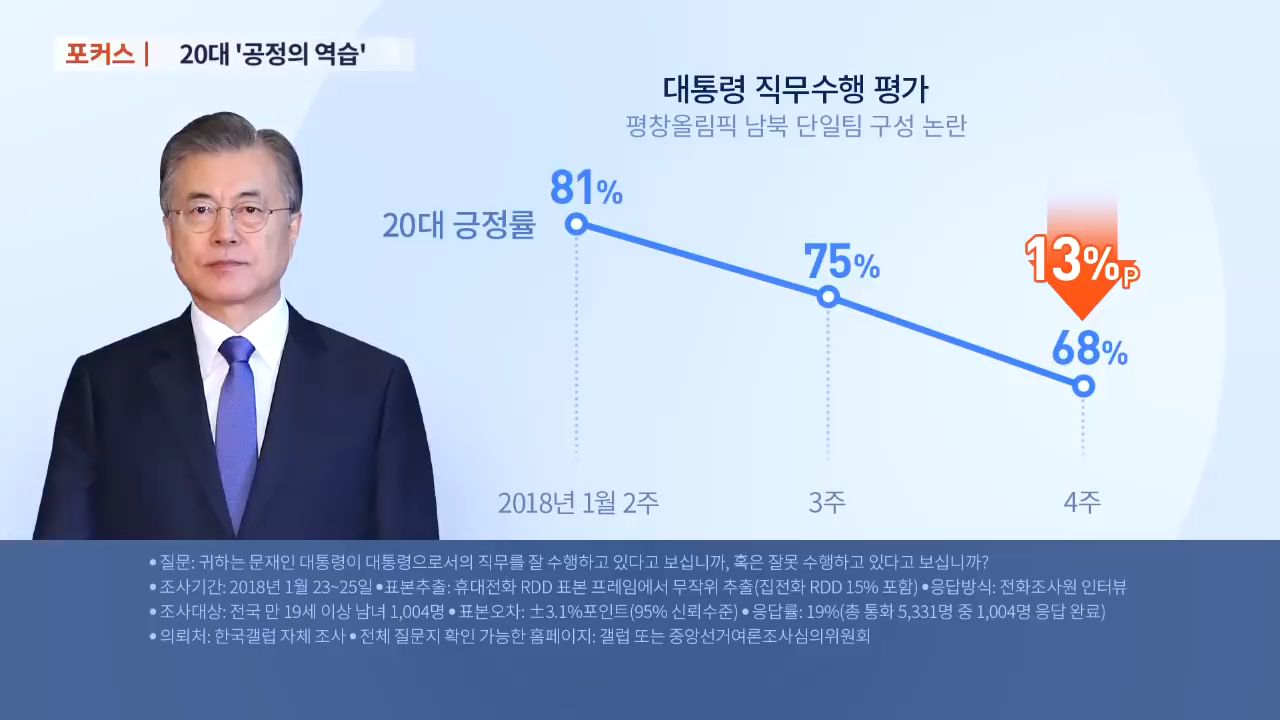 포커스 | 20대 '공정의 역습'
대통령 직무수행 평가
평창올림픽 남북 단일팀 구성 논란
20대 긍정률
81%
75%
13%P
68%
2018년 1월 2주
3주
4주
•질문: 귀하는 문재인 대통령이 대통령으로서의 직무를 잘 수행하고 있다고 보십니까, 혹은 잘못 수행하고 있다고 보십니까?
•조사기간: 2018년 1월 23~25일 •표본추출: 휴대전화 RDD 표본 프레임에서 무작위 추출(집전화 RDD 15% 포함) •응답방식: 전화조사원 인터뷰
•조사대상: 전국 만 19세 이상 남녀 1,004명 •표본오차: ±3.1%포인트(95% 신뢰수준) •응답률: 19%(총 통화 5,331명 중 1,004명 응답 완료)
•의뢰처: 한국갤럽 자체 조사 •전체 질문지 확인 가능한 홈페이지: 갤럽 또는 중앙선거여론조사심의위원회